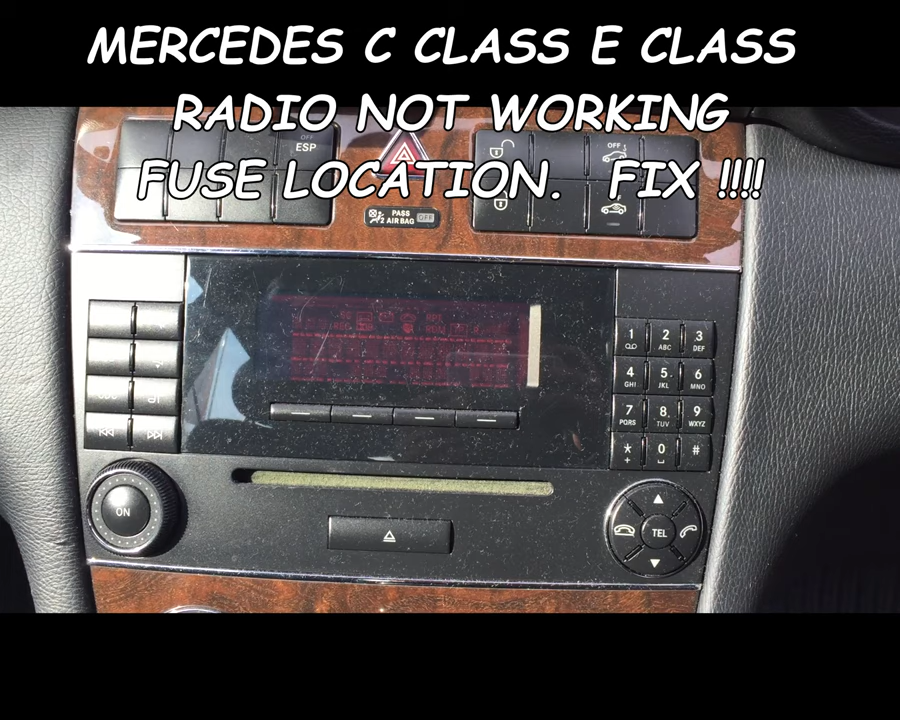 MERCEDES C CLASS E CLASS
RADIO NOT WORKING
FUSE LOCATION. FIX !!!!
OFF
ESP
OFF
PASS
AIR BAG OFF
2
1
2 ABC
3 DEF
4 GHI
5 JKL
6 MNO
7 PQRS
8 TUV
9 WXYZ
* +
0
#
ON
TEL